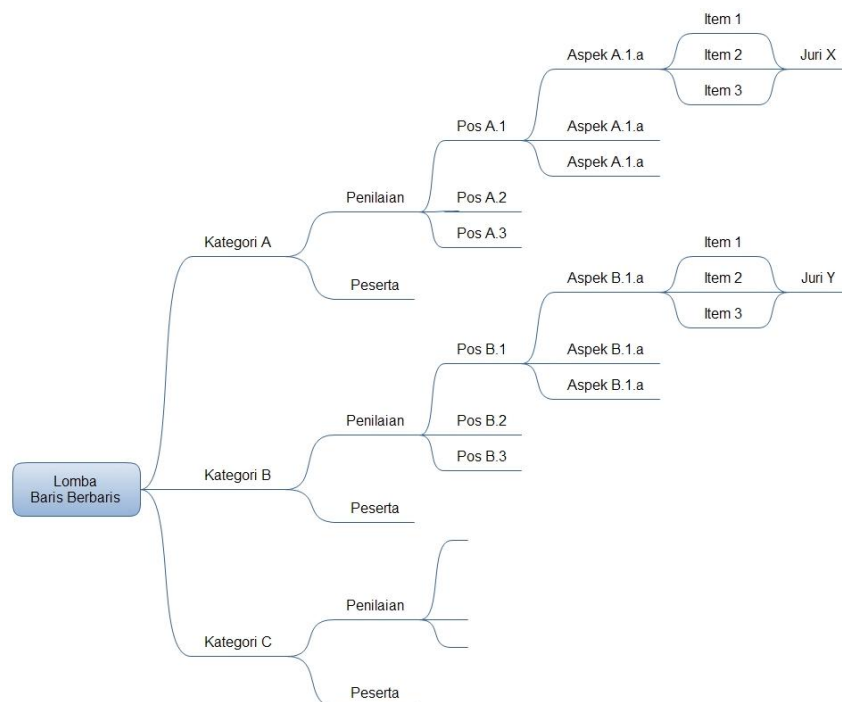 Item 1
Aspek A.1.a
Item 2
Juri X
Item 3
Pos A.1
Aspek A.1.a
Aspek A.1.a
Penilaian
Pos A.2
Pos A.3
Kategori A
Peserta
Item 1
Aspek B.1.a
Item 2
Juri Y
Item 3
Pos B.1
Aspek B.1.a
Aspek B.1.a
Penilaian
Pos B.2
Pos B.3
Lomba
Baris Berbaris
Kategori B
Peserta
Penilaian
Kategori C
Peserta